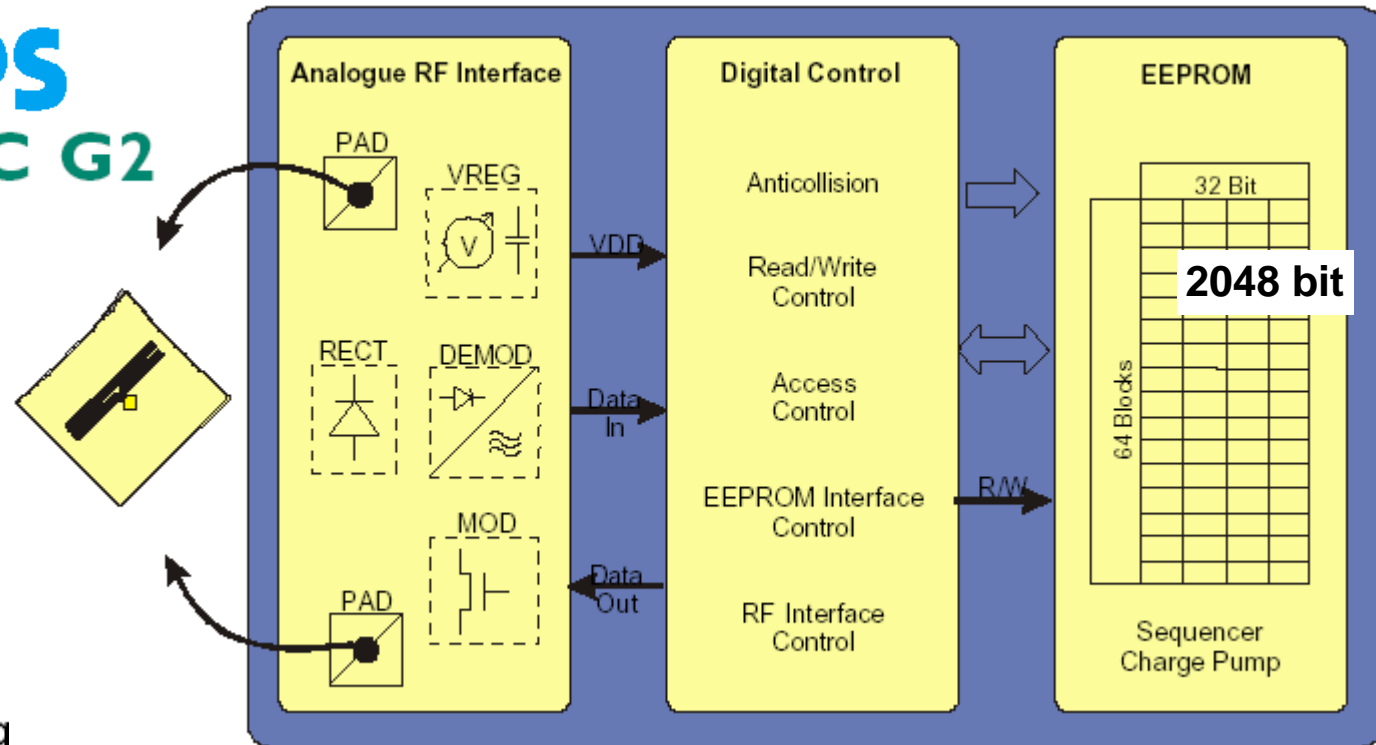 PS
C G2
Analogue RF Interface
PAD
VREG
V
RECT
DEMOD
MOD
PAD
VDD
Data
In
Data
Out
Digital Control
Anticollision
Read/Write
Control
Access
Control
EEPROM Interface
Control
RF Interface
Control
R/W
EEPROM
32 Bit
2048 bit
64 Blocks
Sequencer
Charge Pump